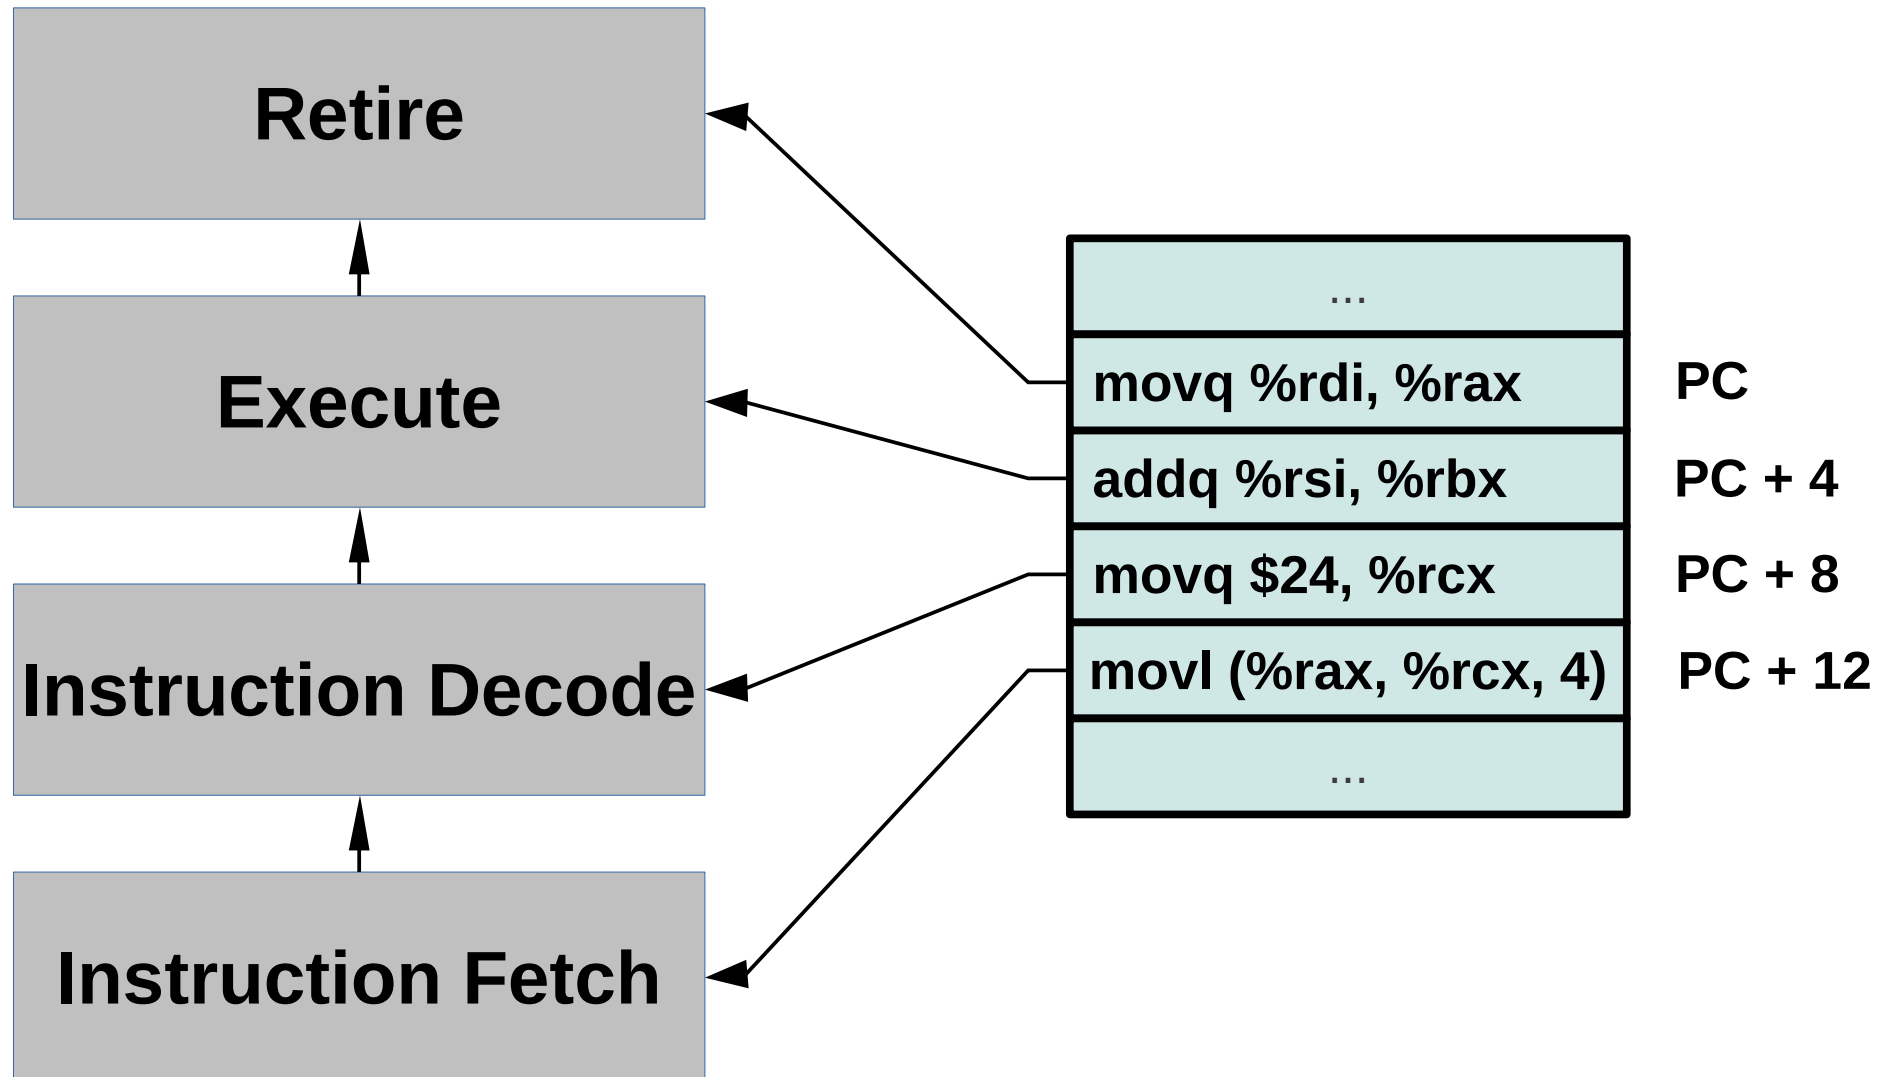 Retire
Execute
Instruction Decode
Instruction Fetch
...
movq %rdi, %rax PC
addq %rsi, %rbx PC + 4
movq $24, %rcx PC + 8
movl (%rax, %rcx, 4) PC + 12
...